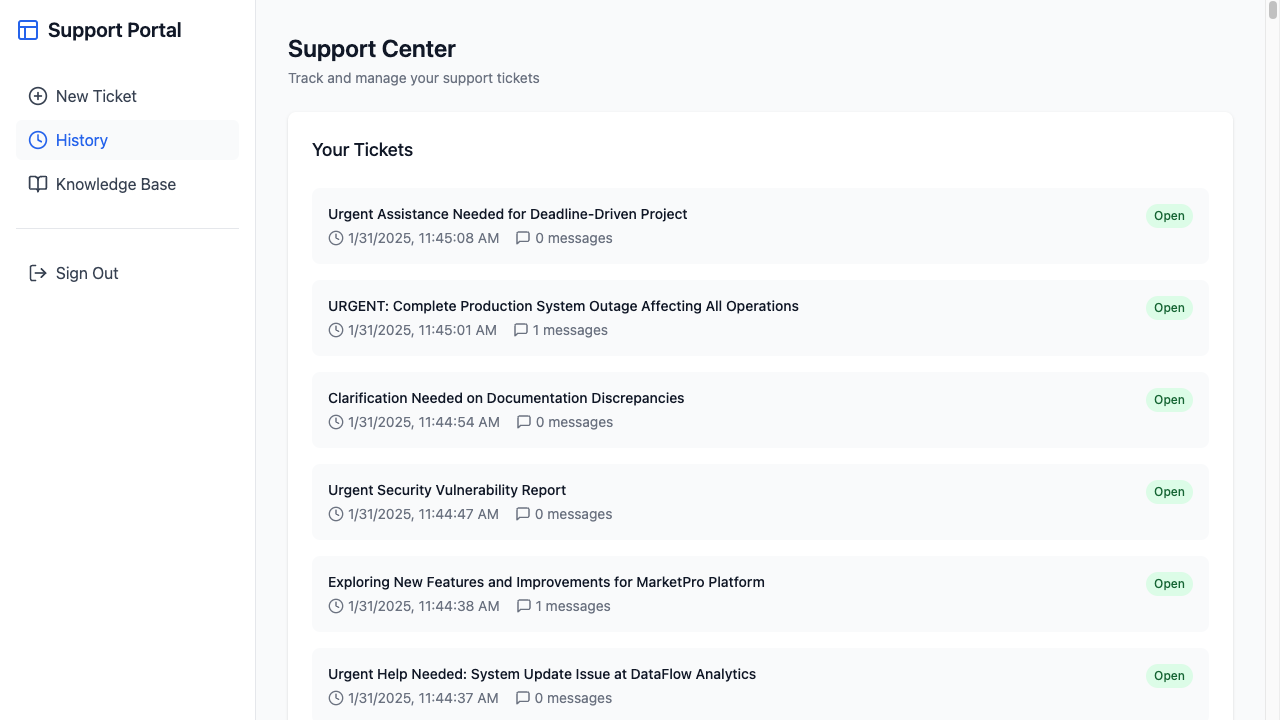 Support Portal
New Ticket
History
Knowledge Base
Sign Out
Support Center
Track and manage your support tickets
Your Tickets
Urgent Assistance Needed for Deadline-Driven Project
Open
1/31/2025, 11:45:08 AM 0 messages
URGENT: Complete Production System Outage Affecting All Operations
Open
1/31/2025, 11:45:01 AM 1 messages
Clarification Needed on Documentation Discrepancies
Open
1/31/2025, 11:44:54 AM 0 messages
Urgent Security Vulnerability Report
Open
1/31/2025, 11:44:47 AM 0 messages
Exploring New Features and Improvements for MarketPro Platform
Open
1/31/2025, 11:44:38 AM 1 messages
Urgent Help Needed: System Update Issue at DataFlow Analytics
Open
1/31/2025, 11:44:37 AM 0 messages